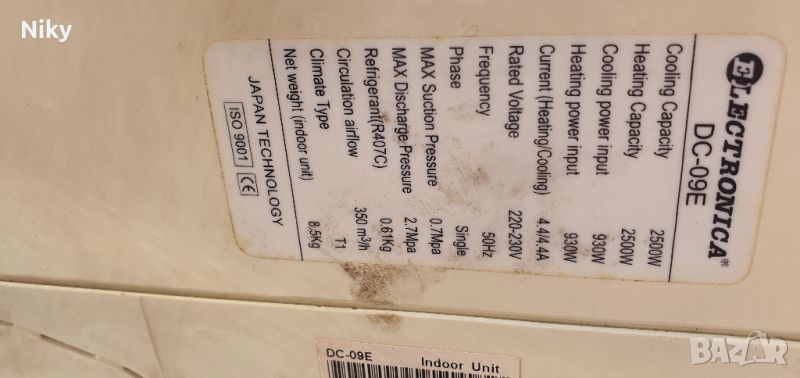 Niky
ELECTRONICA®
DC-09E
Cooling Capacity 2500W
Heating Capacity 2500W
Cooling power input 930W
Heating power input 930W
Current (Heating/Cooling) 4.4/4.4A
Rated Voltage 220-230V
Frequency 50Hz
Phase Single
MAX Suction Pressure 0.7Mpa
MAX Discharge Pressure 2.7Mpa
Refrigerant(R407C) 0.61Kg
Circulation airflow 350 m³/h
Climate Type T1
Net weight (indoor unit) 8.5Kg
JAPAN TECHNOLOGY
ISO 9001 CE
DC-09E Indoor Unit
BAZAR